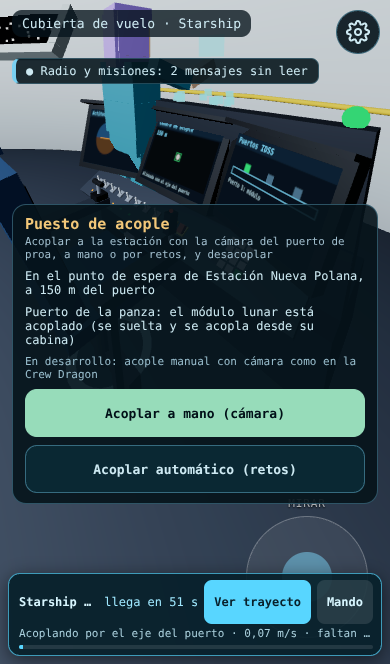 Cubierta de vuelo · Starship
● Radio y misiones: 2 mensajes sin leer
Puertos IDSS
150 m
Puesto de acople
Acoplar a la estación con la cámara del puerto de
proa, a mano o por retos, y desacoplar
En el punto de espera de Estación Nueva Polana,
a 150 m del puerto
Puerto de la panza: el módulo lunar está
acoplado (se suelta y se acopla desde su
cabina)
En desarrollo: acople manual con cámara como en la
Crew Dragon
Acoplar a mano (cámara)
Acoplar automático (retos)
MIRAR
Starship … llega en 51 s Ver trayecto Mando
Acoplando por el eje del puerto · 0,07 m/s · faltan …